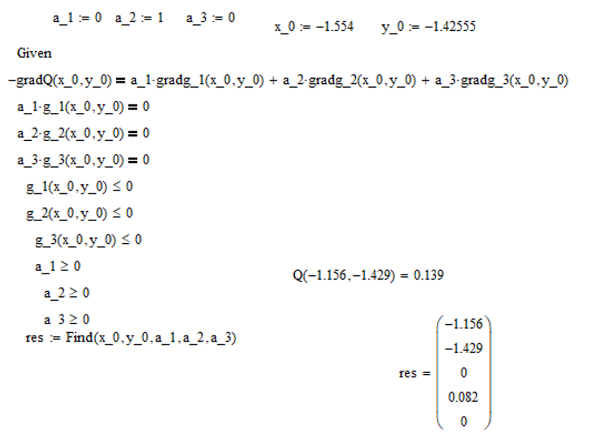 a_1 := 0   a_2 := 1   a_3 := 0   x_0 := −1.554   y_0 := −1.42555
Given
−gradQ(x_0,y_0) = a_1·gradg_1(x_0,y_0) + a_2·gradg_2(x_0,y_0) + a_3·gradg_3(x_0,y_0)
a_1·g_1(x_0,y_0) = 0
a_2·g_2(x_0,y_0) = 0
a_3·g_3(x_0,y_0) = 0
g_1(x_0,y_0) ≤ 0
g_2(x_0,y_0) ≤ 0
g_3(x_0,y_0) ≤ 0
a_1 ≥ 0
a_2 ≥ 0
a_3 ≥ 0
res := Find(x_0,y_0,a_1,a_2,a_3)
Q(−1.156,−1.429) = 0.139
res =
−1.156
−1.429
0
0.082
0